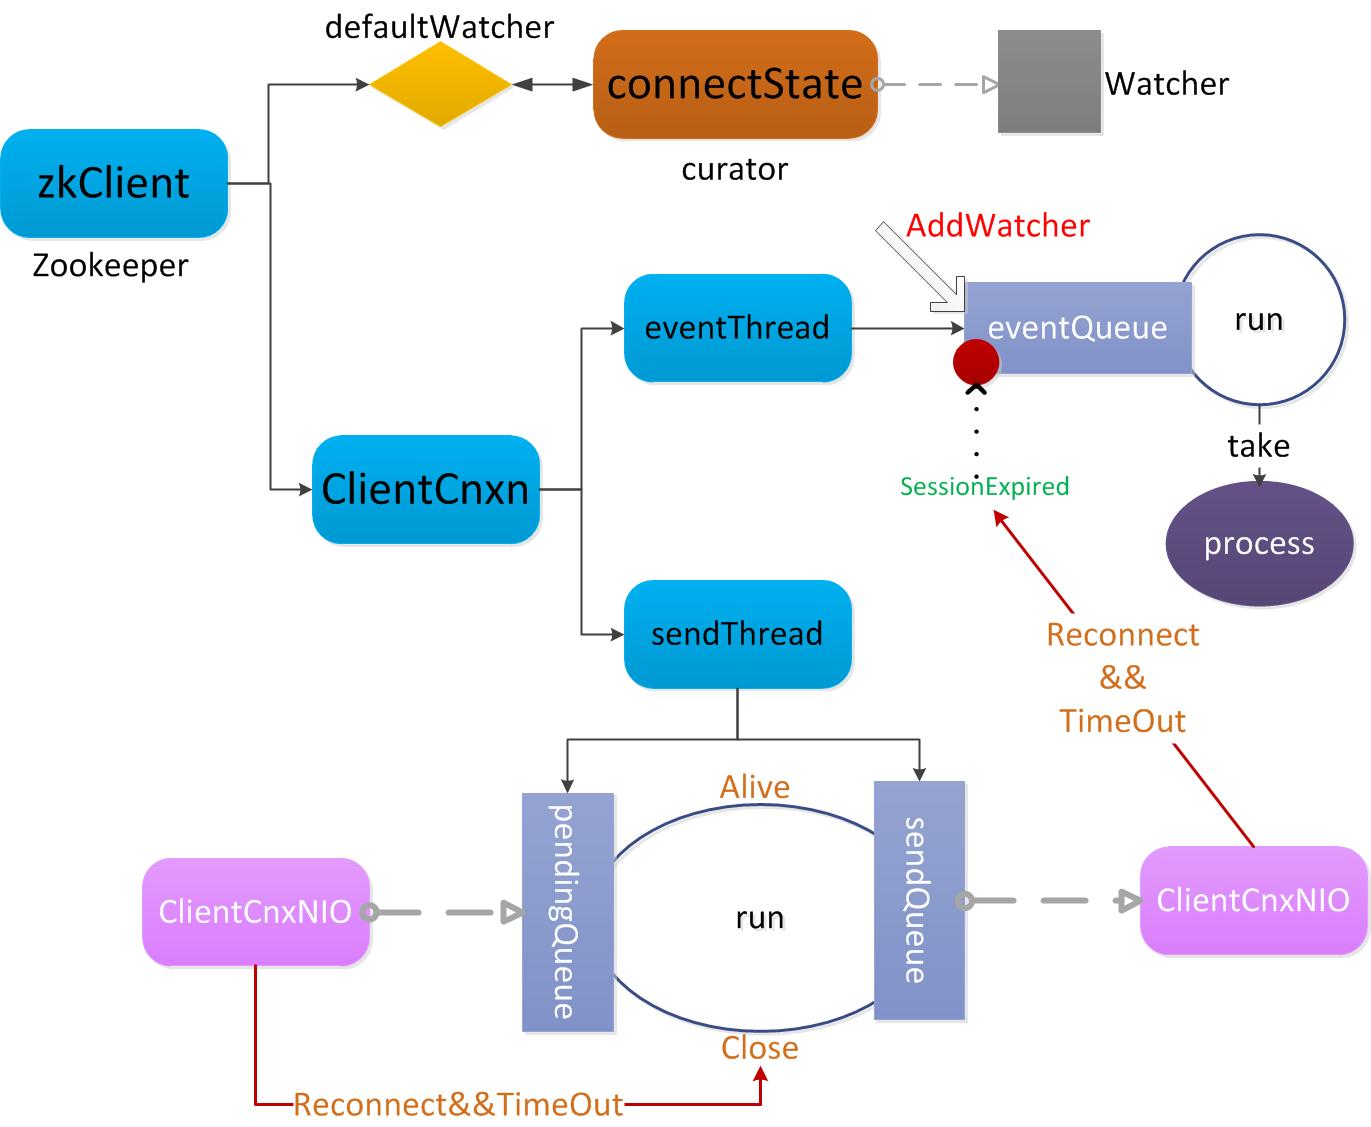 defaultWatcher
connectState
Watcher
curator
zkClient
Zookeeper
AddWatcher
eventThread
eventQueue
run
take
ClientCnxn
SessionExpired
process
sendThread
Reconnect
&&
TimeOut
Alive
pendingQueue
sendQueue
ClientCnxNIO
run
ClientCnxNIO
Close
Reconnect&&TimeOut